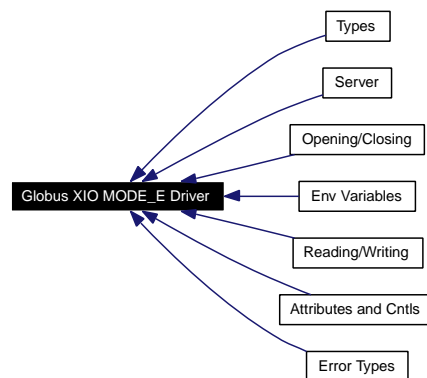 Types
Server
Opening/Closing
Globus XIO MODE_E Driver
Env Variables
Reading/Writing
Attributes and Cntls
Error Types